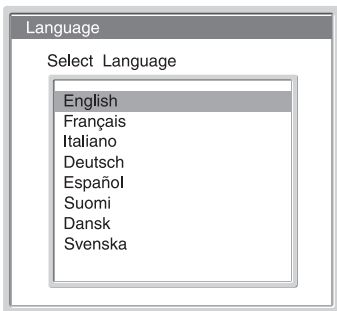 Language
Select Language
English
Français
Italiano
Deutsch
Español
Suomi
Dansk
Svenska